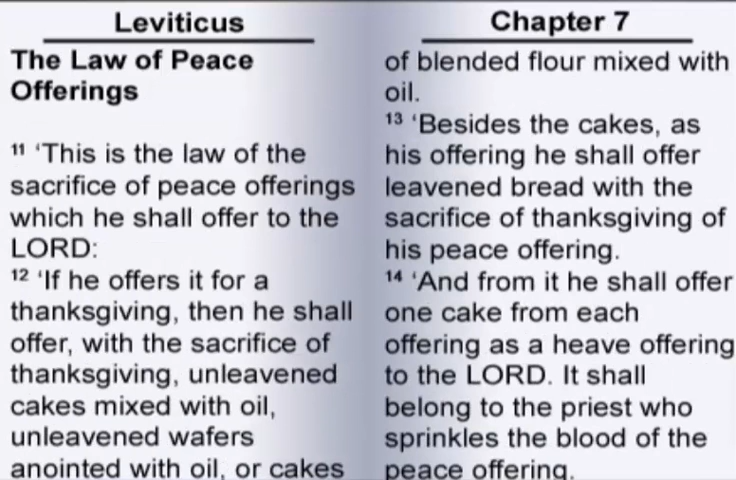 Leviticus
The Law of Peace
Offerings
¹¹ ‘This is the law of the
sacrifice of peace offerings
which he shall offer to the
LORD:
¹² ‘If he offers it for a
thanksgiving, then he shall
offer, with the sacrifice of
thanksgiving, unleavened
cakes mixed with oil,
unleavened wafers
anointed with oil, or cakes
Chapter 7
of blended flour mixed with
oil.
¹³ ‘Besides the cakes, as
his offering he shall offer
leavened bread with the
sacrifice of thanksgiving of
his peace offering.
¹⁴ ‘And from it he shall offer
one cake from each
offering as a heave offering
to the LORD. It shall
belong to the priest who
sprinkles the blood of the
peace offering.